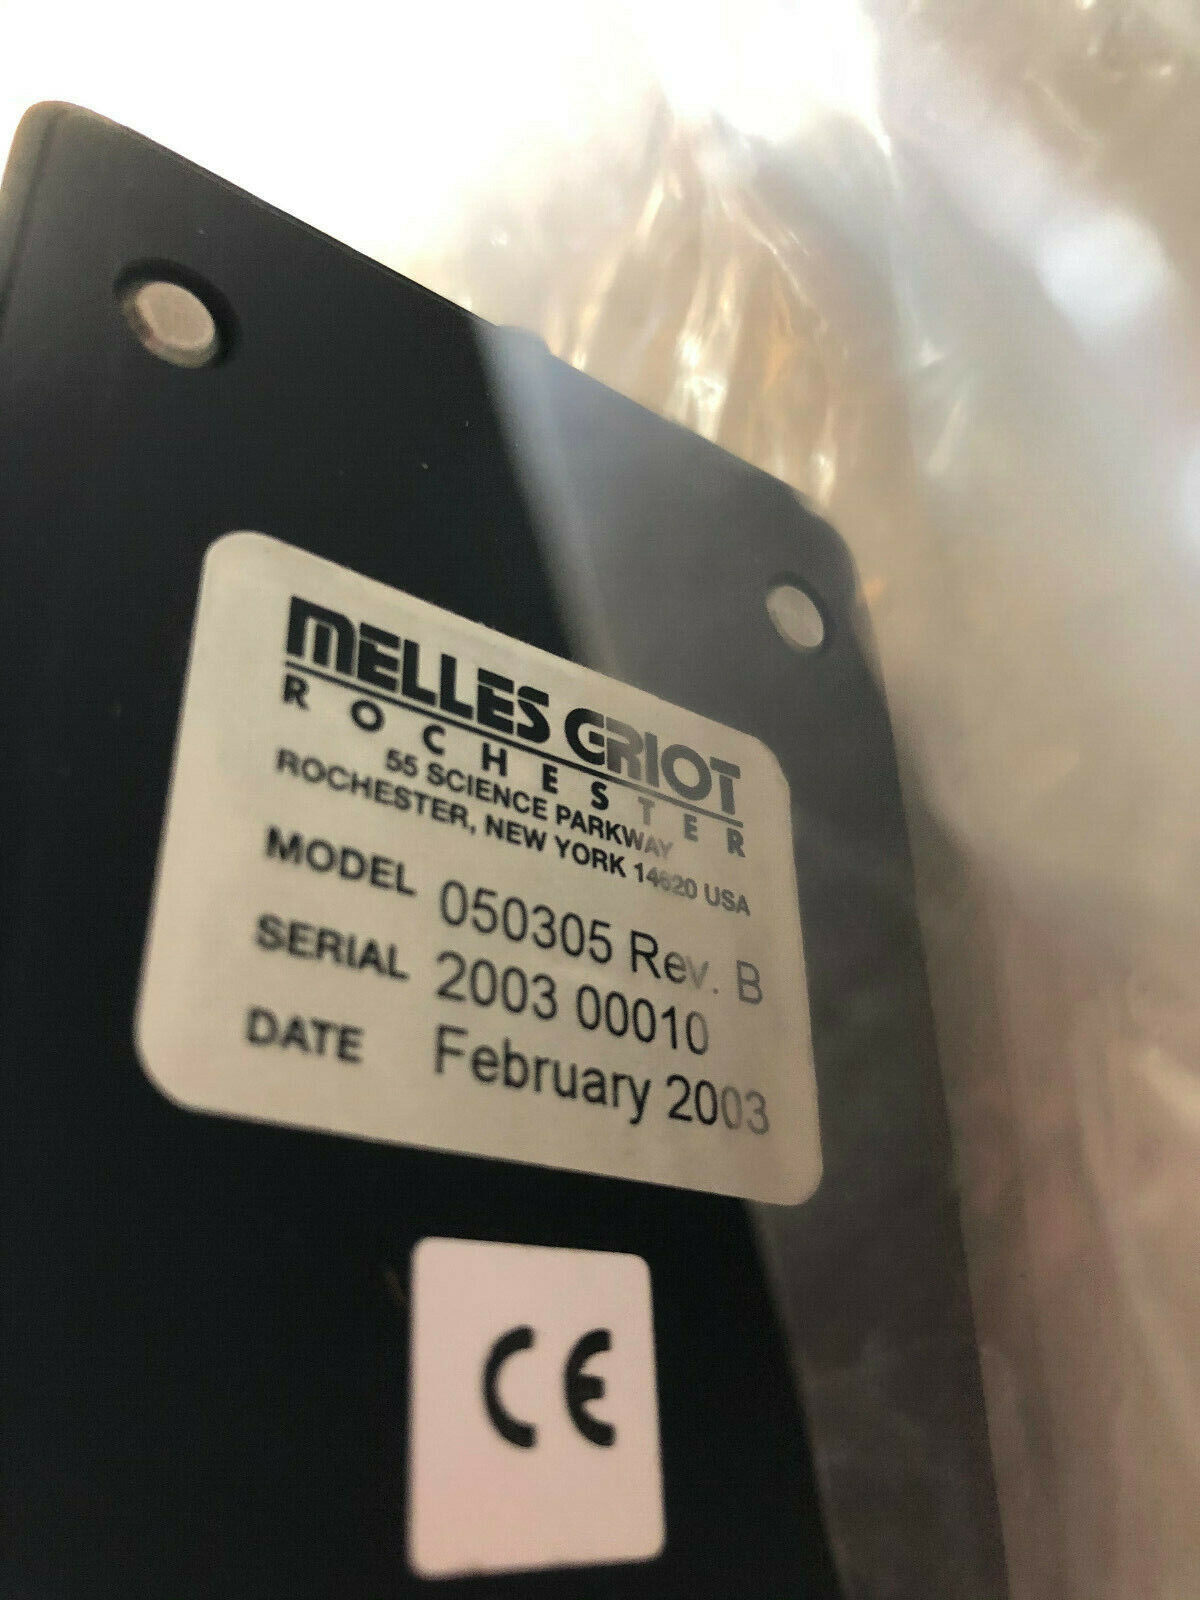 MELLES GRIOT
ROCHESTER
55 SCIENCE PARKWAY
ROCHESTER, NEW YORK 14620 USA
MODEL 050305 Rev. B
SERIAL 2003 00010
DATE February 2003
CE